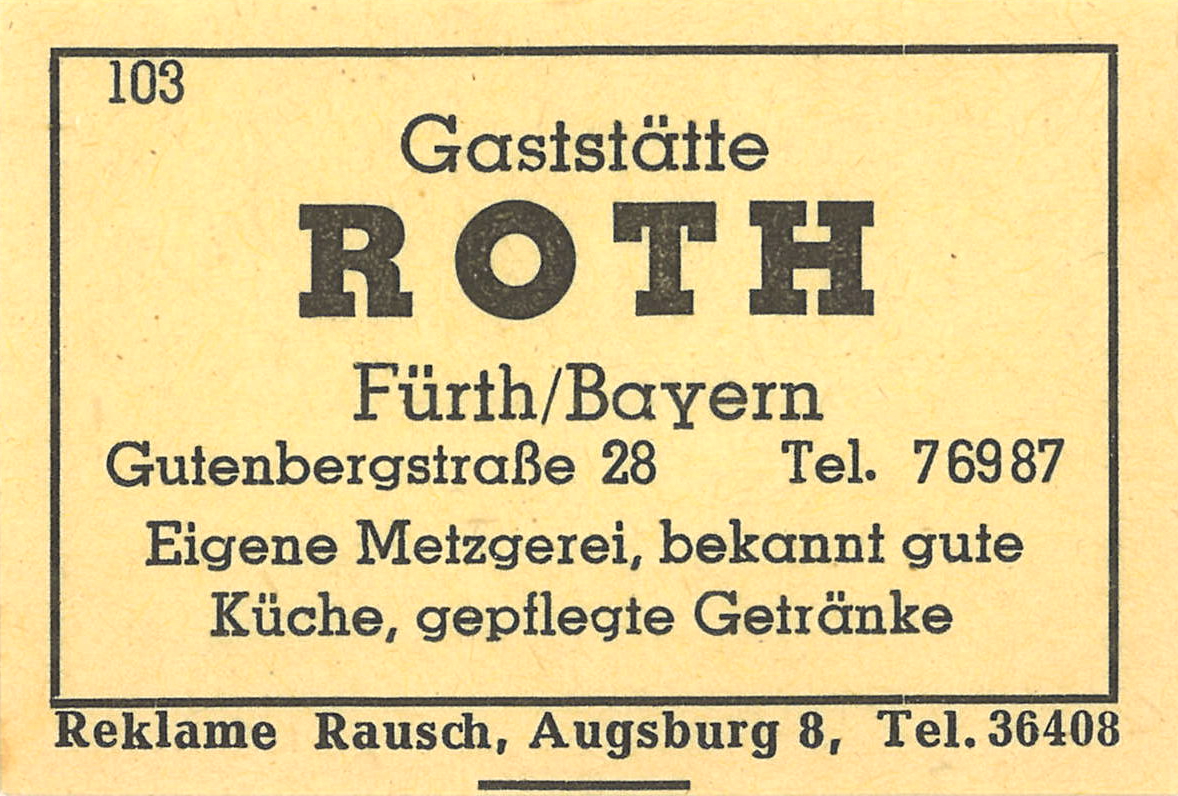 103
Gaststätte
ROTH
Fürth/Bayern
Gutenbergstraße 28 Tel. 76987
Eigene Metzgerei, bekannt gute
Küche, gepflegte Getränke
Reklame Rausch, Augsburg 8, Tel. 36408